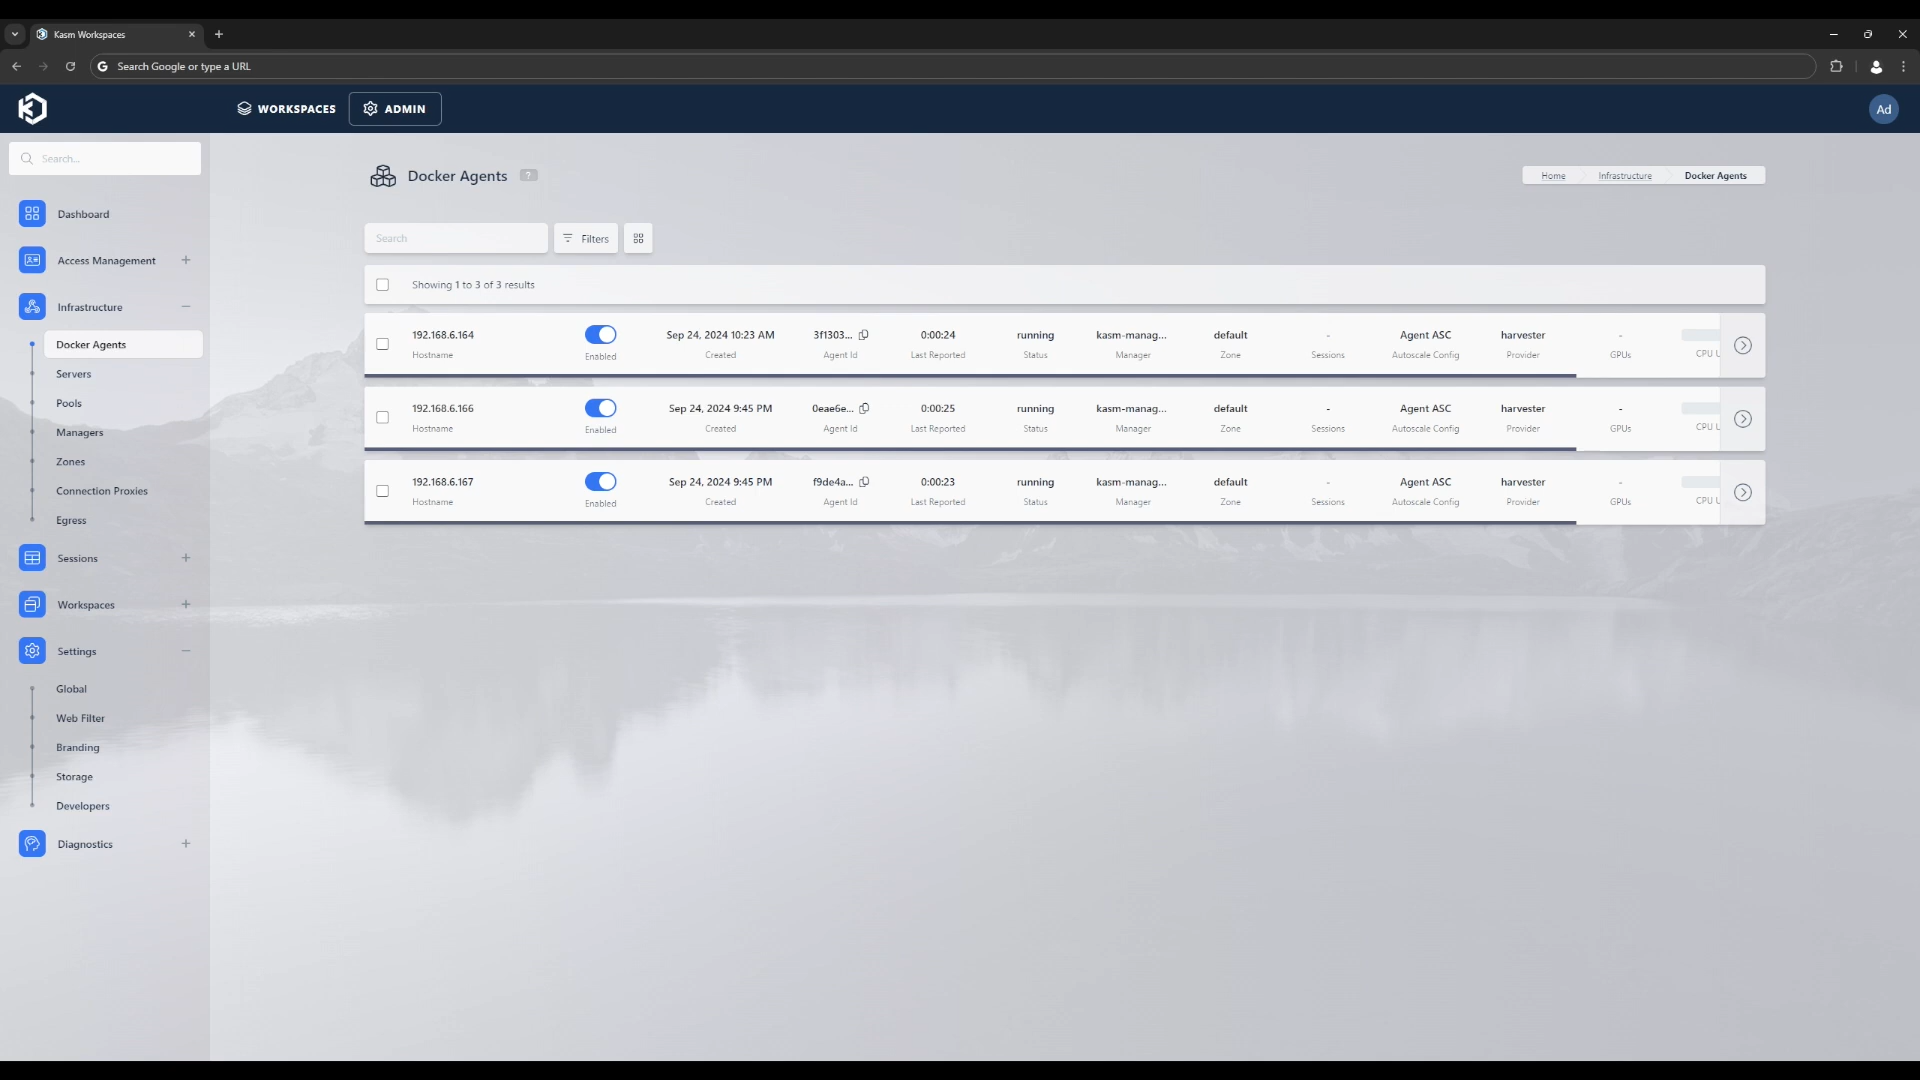 Kasm Workspaces
Search Google or type a URL
WORKSPACES
ADMIN
Ad
Search...
Dashboard
Access Management
Infrastructure
Docker Agents
Servers
Pools
Managers
Zones
Connection Proxies
Egress
Sessions
Workspaces
Settings
Global
Web Filter
Branding
Storage
Developers
Diagnostics
Docker Agents ?
Home Infrastructure Docker Agents
Search
Filters
Showing 1 to 3 of 3 results
192.168.6.164 Sep 24, 2024 10:23 AM 3f1303... 0:00:24 running kasm-manag... default - Agent ASC harvester -
Hostname Enabled Created Agent Id Last Reported Status Manager Zone Sessions Autoscale Config Provider GPUs CPU U
192.168.6.166 Sep 24, 2024 9:45 PM 0eae6e... 0:00:25 running kasm-manag... default - Agent ASC harvester -
Hostname Enabled Created Agent Id Last Reported Status Manager Zone Sessions Autoscale Config Provider GPUs CPU U
192.168.6.167 Sep 24, 2024 9:45 PM f9de4a... 0:00:23 running kasm-manag... default - Agent ASC harvester -
Hostname Enabled Created Agent Id Last Reported Status Manager Zone Sessions Autoscale Config Provider GPUs CPU U